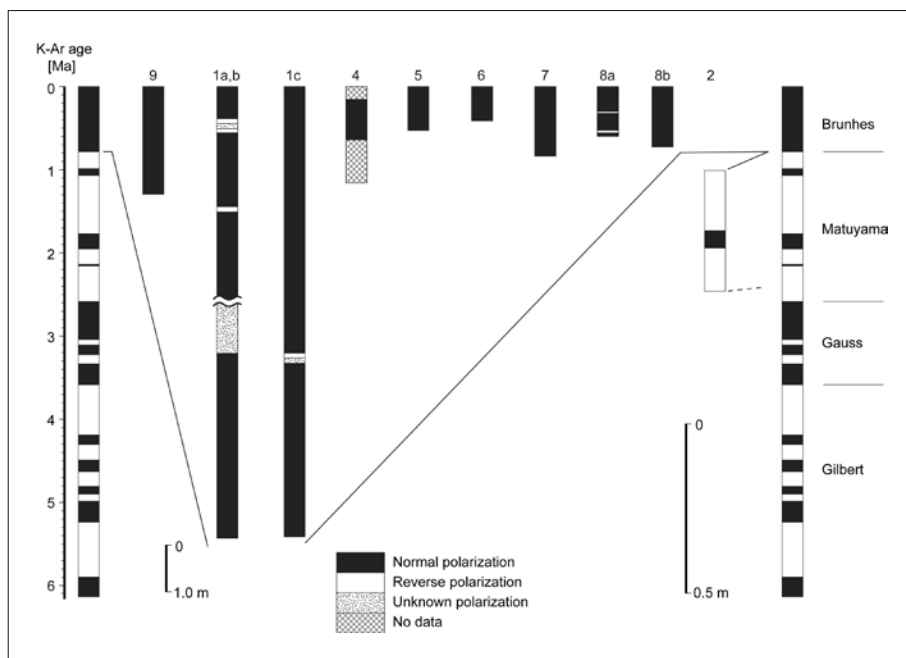 K-Ar age
[Ma]
9 1a,b 1c 4 5 6 7 8a 8b 2
0
Brunhes
1
Matuyama
2
3
Gauss
4
0
Gilbert
5
0
1.0 m
Normal polarization
Reverse polarization
Unknown polarization
No data
0.5 m
6